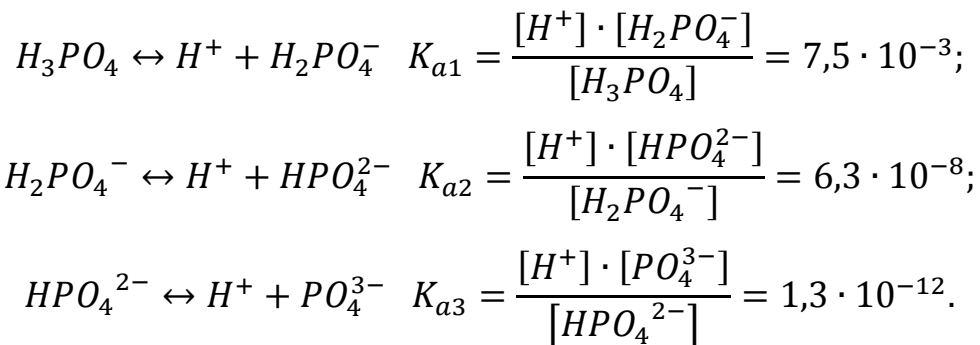 H₃PO₄ ↔ H⁺ + H₂PO₄⁻ Kₐ₁ = [H⁺] · [H₂PO₄⁻] / [H₃PO₄] = 7,5 · 10⁻³;
H₂PO₄⁻ ↔ H⁺ + HPO₄²⁻ Kₐ₂ = [H⁺] · [HPO₄²⁻] / [H₂PO₄⁻] = 6,3 · 10⁻⁸;
HPO₄²⁻ ↔ H⁺ + PO₄³⁻ Kₐ₃ = [H⁺] · [PO₄³⁻] / [HPO₄²⁻] = 1,3 · 10⁻¹².